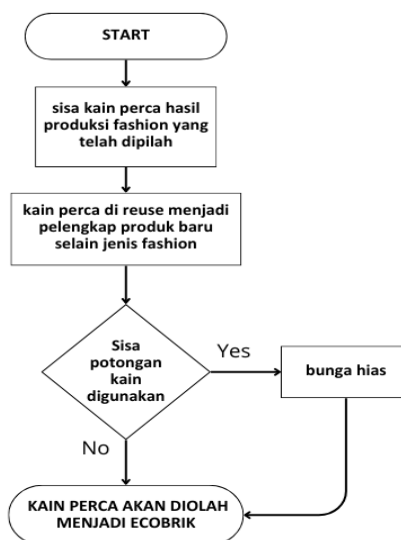 START
sisa kain perca hasil
produksi fashion yang
telah dipilah
kain perca di reuse menjadi
pelengkap produk baru
selain jenis fashion
Sisa
potongan
kain
digunakan
Yes
bunga hias
No
KAIN PERCA AKAN DIOLAH
MENJADI ECOBRIK